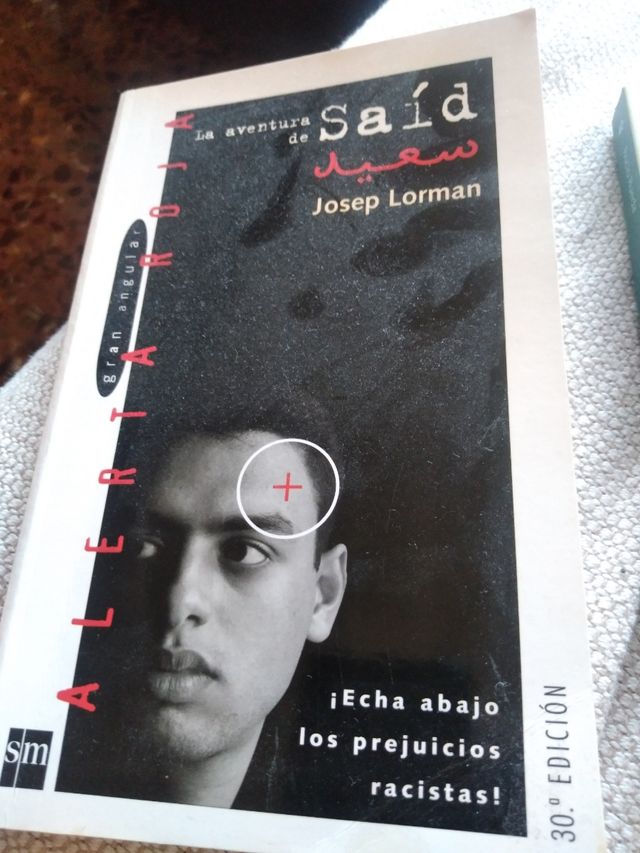 La aventura
de
Saíd
سعيد
Josep Lorman
ALERTA ROJA
gran angular
¡Echa abajo
los prejuicios
racistas!
sm
30.º EDICIÓN